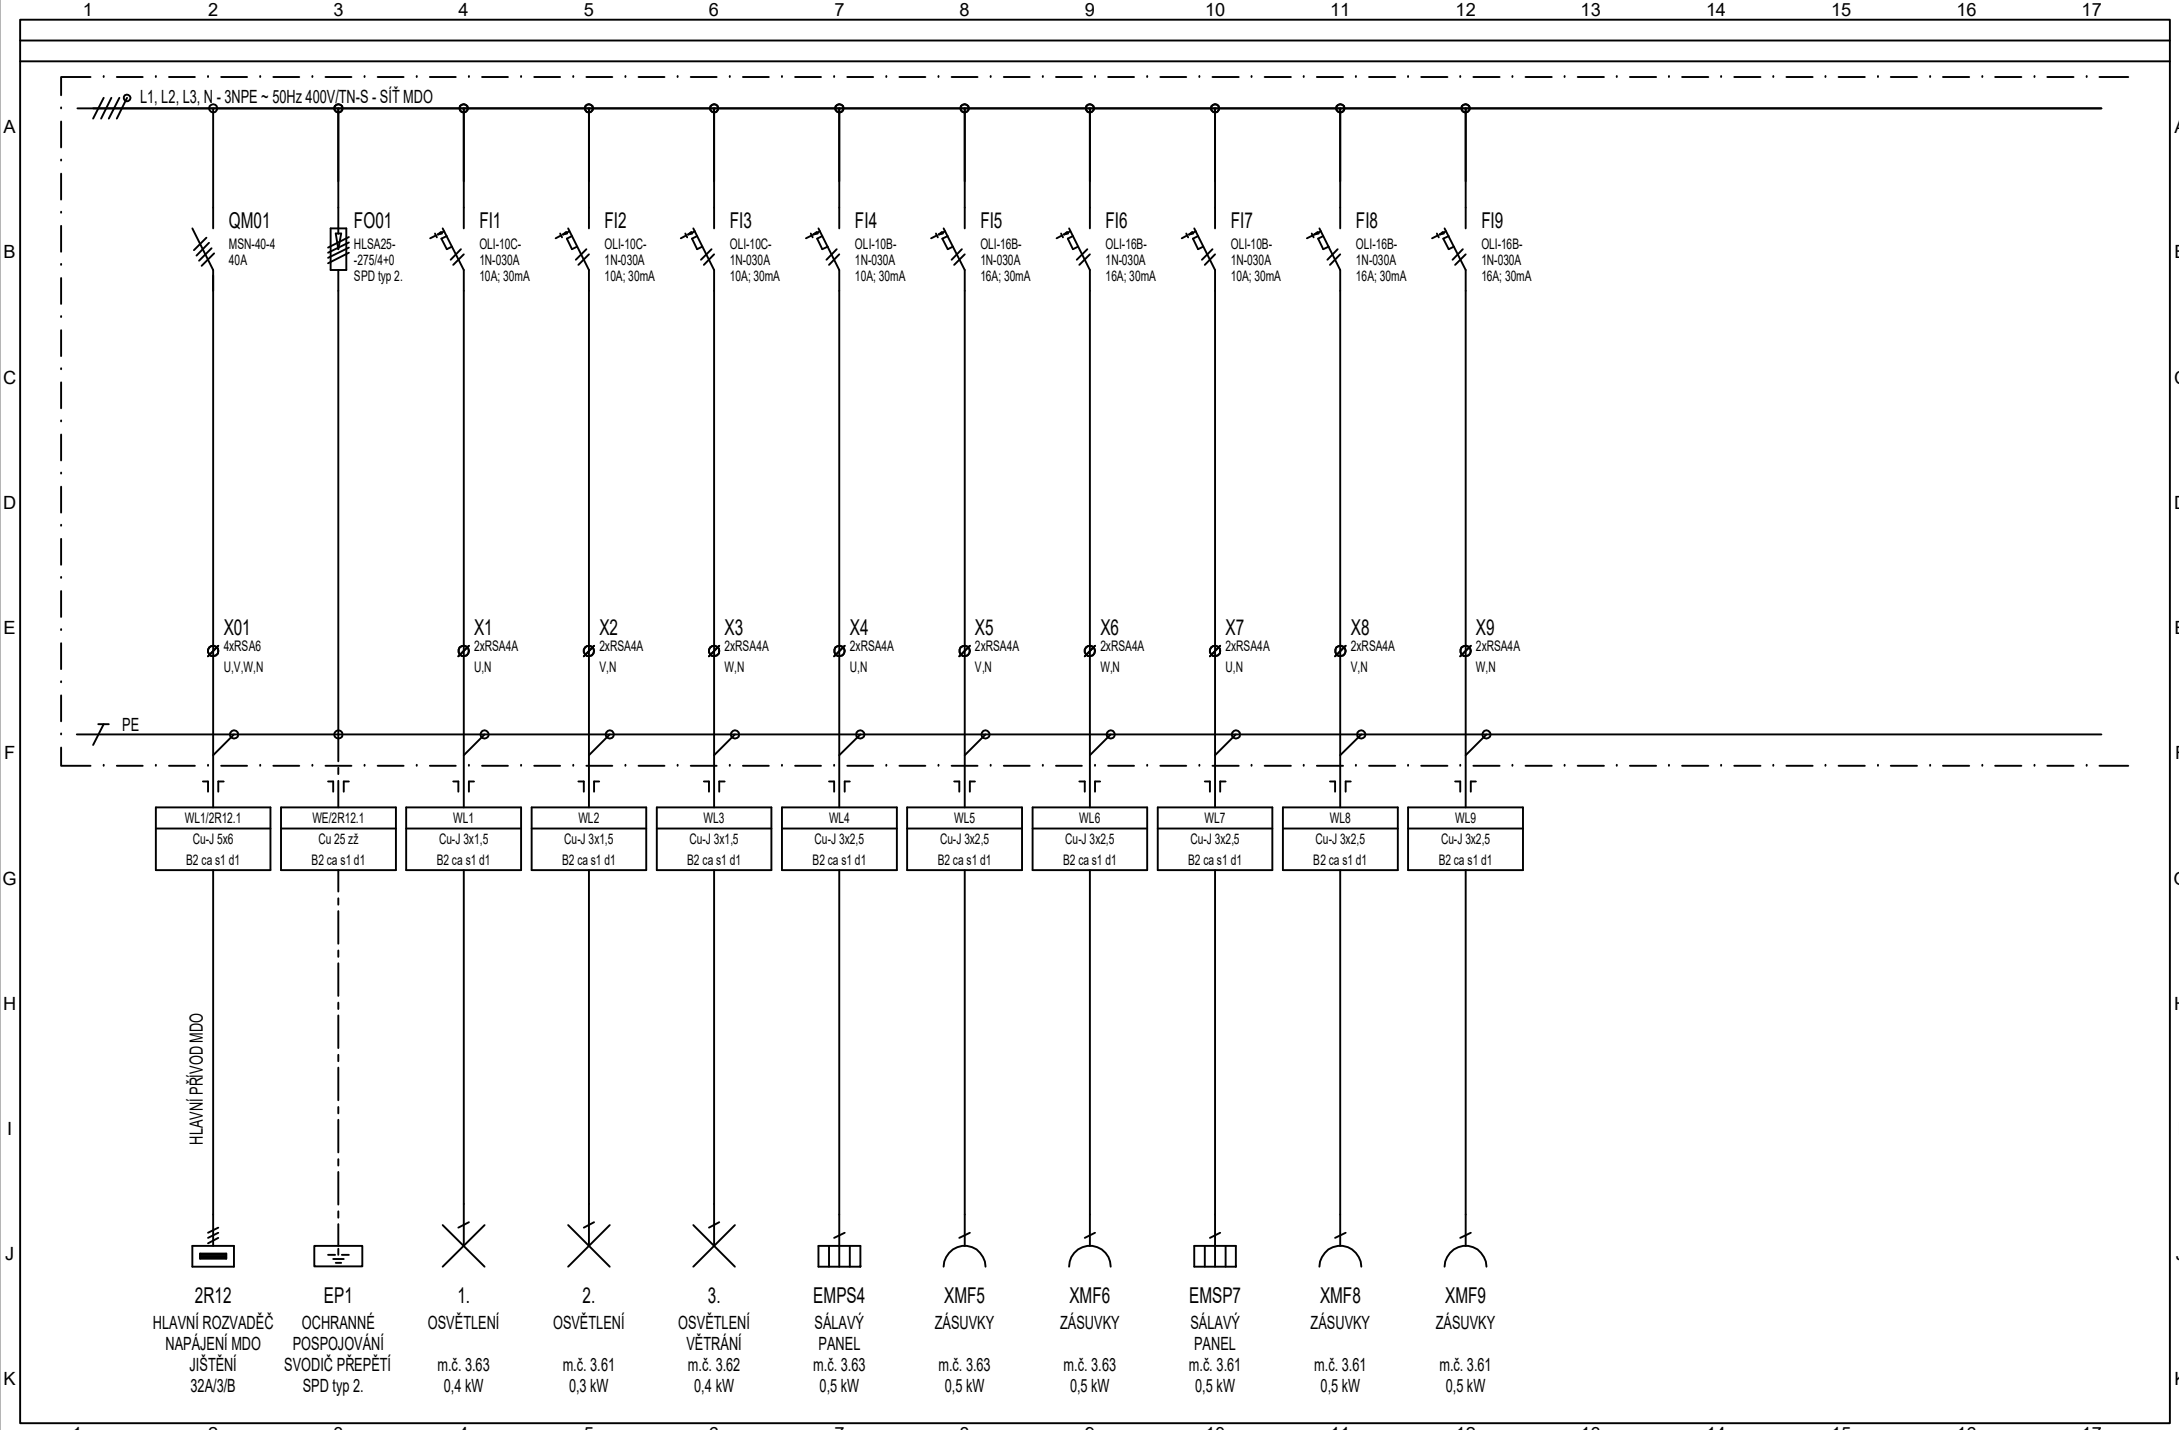 1 2 3 4 5 6 7 8 9 10 11 12 13 14 15 16 17
L1, L2, L3, N - 3NPE ~ 50Hz 400V/TN-S - SÍŤ MDO
A
B
C
D
E
F
G
H
I
J
K
QM01
MSN-40-4
40A
FO01
HLSA25-
-275/4+0
SPD typ 2.
FI1
OLI-10C-
1N-030A
10A; 30mA
FI2
OLI-10C-
1N-030A
10A; 30mA
FI3
OLI-10C-
1N-030A
10A; 30mA
FI4
OLI-10B-
1N-030A
10A; 30mA
FI5
OLI-16B-
1N-030A
16A; 30mA
FI6
OLI-16B-
1N-030A
16A; 30mA
FI7
OLI-10B-
1N-030A
10A; 30mA
FI8
OLI-16B-
1N-030A
16A; 30mA
FI9
OLI-16B-
1N-030A
16A; 30mA
X01
4xRSA6
U,V,W,N
X1
2xRSA4A
U,N
X2
2xRSA4A
V,N
X3
2xRSA4A
W,N
X4
2xRSA4A
U,N
X5
2xRSA4A
V,N
X6
2xRSA4A
W,N
X7
2xRSA4A
U,N
X8
2xRSA4A
V,N
X9
2xRSA4A
W,N
PE
WL1/2R12.1
Cu-J 5x6
B2 ca s1 d1
WE/2R12.1
Cu 25 zž
B2 ca s1 d1
WL1
Cu-J 3x1,5
B2 ca s1 d1
WL2
Cu-J 3x1,5
B2 ca s1 d1
WL3
Cu-J 3x1,5
B2 ca s1 d1
WL4
Cu-J 3x2,5
B2 ca s1 d1
WL5
Cu-J 3x2,5
B2 ca s1 d1
WL6
Cu-J 3x2,5
B2 ca s1 d1
WL7
Cu-J 3x2,5
B2 ca s1 d1
WL8
Cu-J 3x2,5
B2 ca s1 d1
WL9
Cu-J 3x2,5
B2 ca s1 d1
HLAVNÍ PŘÍVOD MDO
2R12
HLAVNÍ ROZVADĚČ
NAPÁJENÍ MDO
JIŠTĚNÍ
32A/3/B
EP1
OCHRANNÉ
POSPOJOVÁNÍ
SVODIČ PŘEPĚTÍ
SPD typ 2.
1.
OSVĚTLENÍ
m.č. 3.63
0,4 kW
2.
OSVĚTLENÍ
m.č. 3.61
0,3 kW
3.
OSVĚTLENÍ
VĚTRÁNÍ
m.č. 3.62
0,4 kW
EMPS4
SÁLAVÝ
PANEL
m.č. 3.63
0,5 kW
XMF5
ZÁSUVKY
m.č. 3.63
0,5 kW
XMF6
ZÁSUVKY
m.č. 3.63
0,5 kW
EMSP7
SÁLAVÝ
PANEL
m.č. 3.61
0,5 kW
XMF8
ZÁSUVKY
m.č. 3.61
0,5 kW
XMF9
ZÁSUVKY
m.č. 3.61
0,5 kW